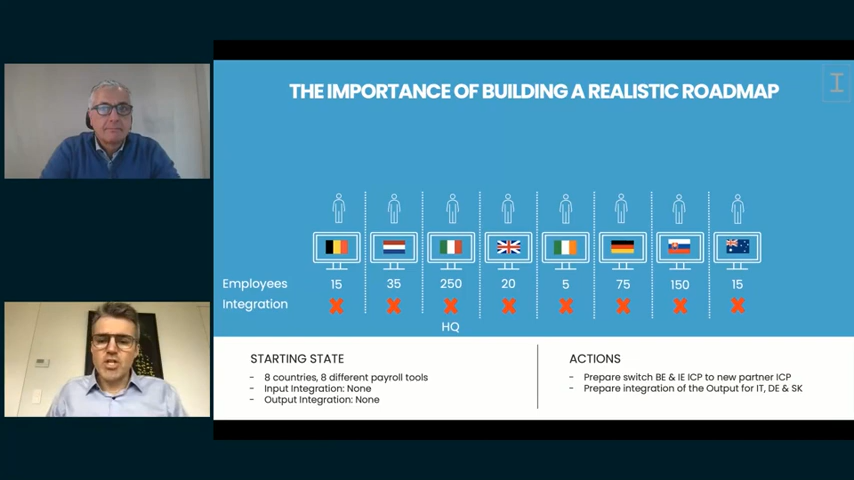 THE IMPORTANCE OF BUILDING A REALISTIC ROADMAP
I
Employees 15 35 250 20 5 75 150 15
Integration
HQ
STARTING STATE
- 8 countries, 8 different payroll tools
- Input Integration: None
- Output Integration: None
ACTIONS
- Prepare switch BE & IE ICP to new partner ICP
- Prepare integration of the Output for IT, DE & SK